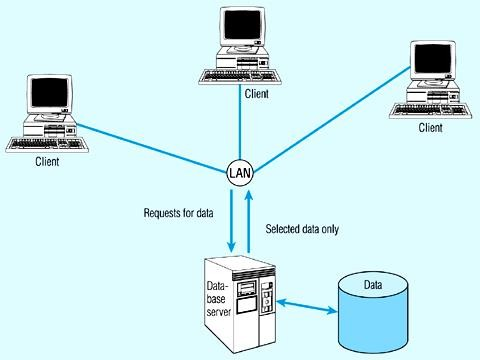 Client
Client
Client
LAN
Requests for data
Selected data only
Data-
base
server
Data